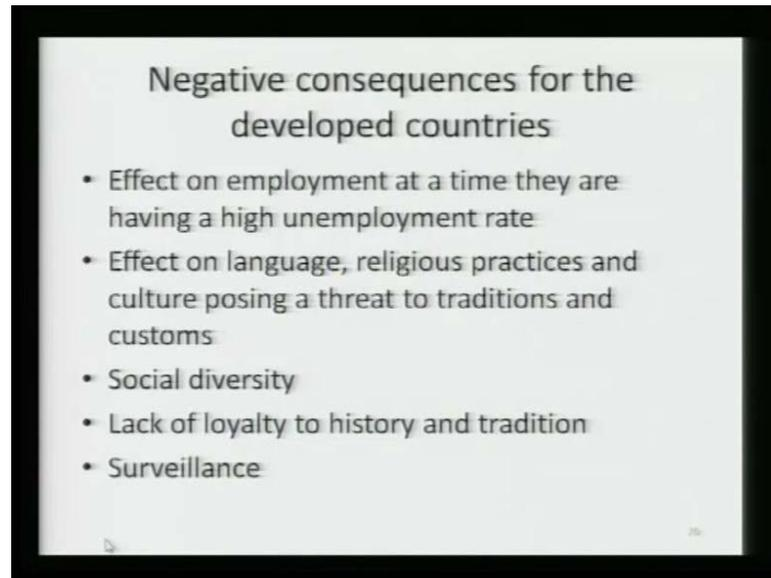 Negative consequences for the
developed countries
• Effect on employment at a time they are
having a high unemployment rate
• Effect on language, religious practices and
culture posing a threat to traditions and
customs
• Social diversity
• Lack of loyalty to history and tradition
• Surveillance